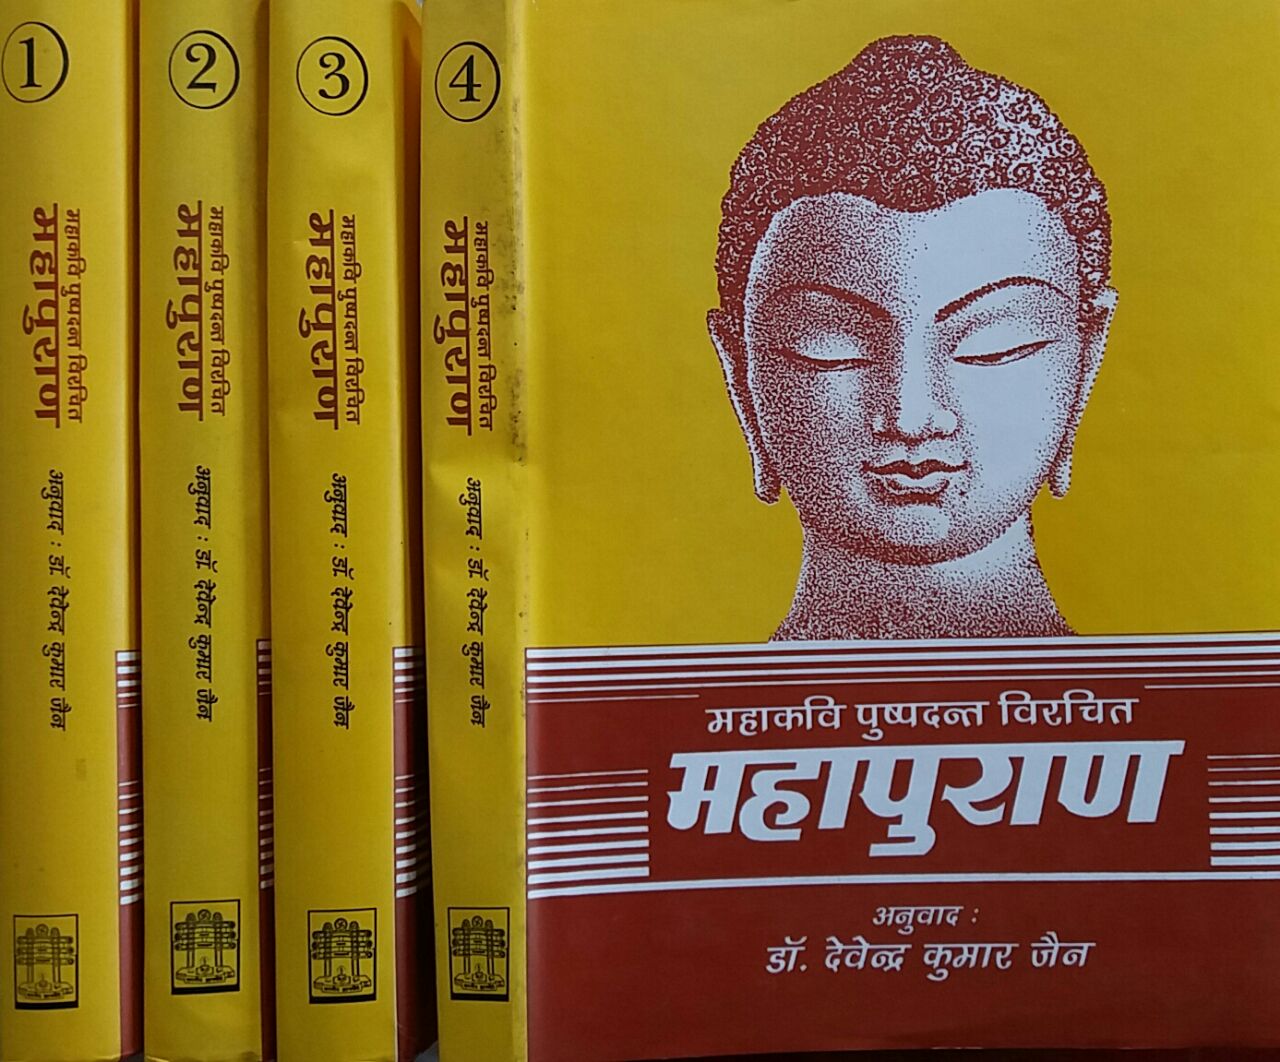 1
महाकवि पुष्पदन्त विरचित
महापुराण
अनुवाद : डॉ. देवेन्द्र कुमार जैन
2
महाकवि पुष्पदन्त विरचित
महापुराण
अनुवाद : डॉ. देवेन्द्र कुमार जैन
3
महाकवि पुष्पदन्त विरचित
महापुराण
अनुवाद : डॉ. देवेन्द्र कुमार जैन
4
महाकवि पुष्पदन्त विरचित
महापुराण
अनुवाद : डॉ. देवेन्द्र कुमार जैन
महाकवि पुष्पदन्त विरचित
महापुराण
अनुवाद :
डॉ. देवेन्द्र कुमार जैन